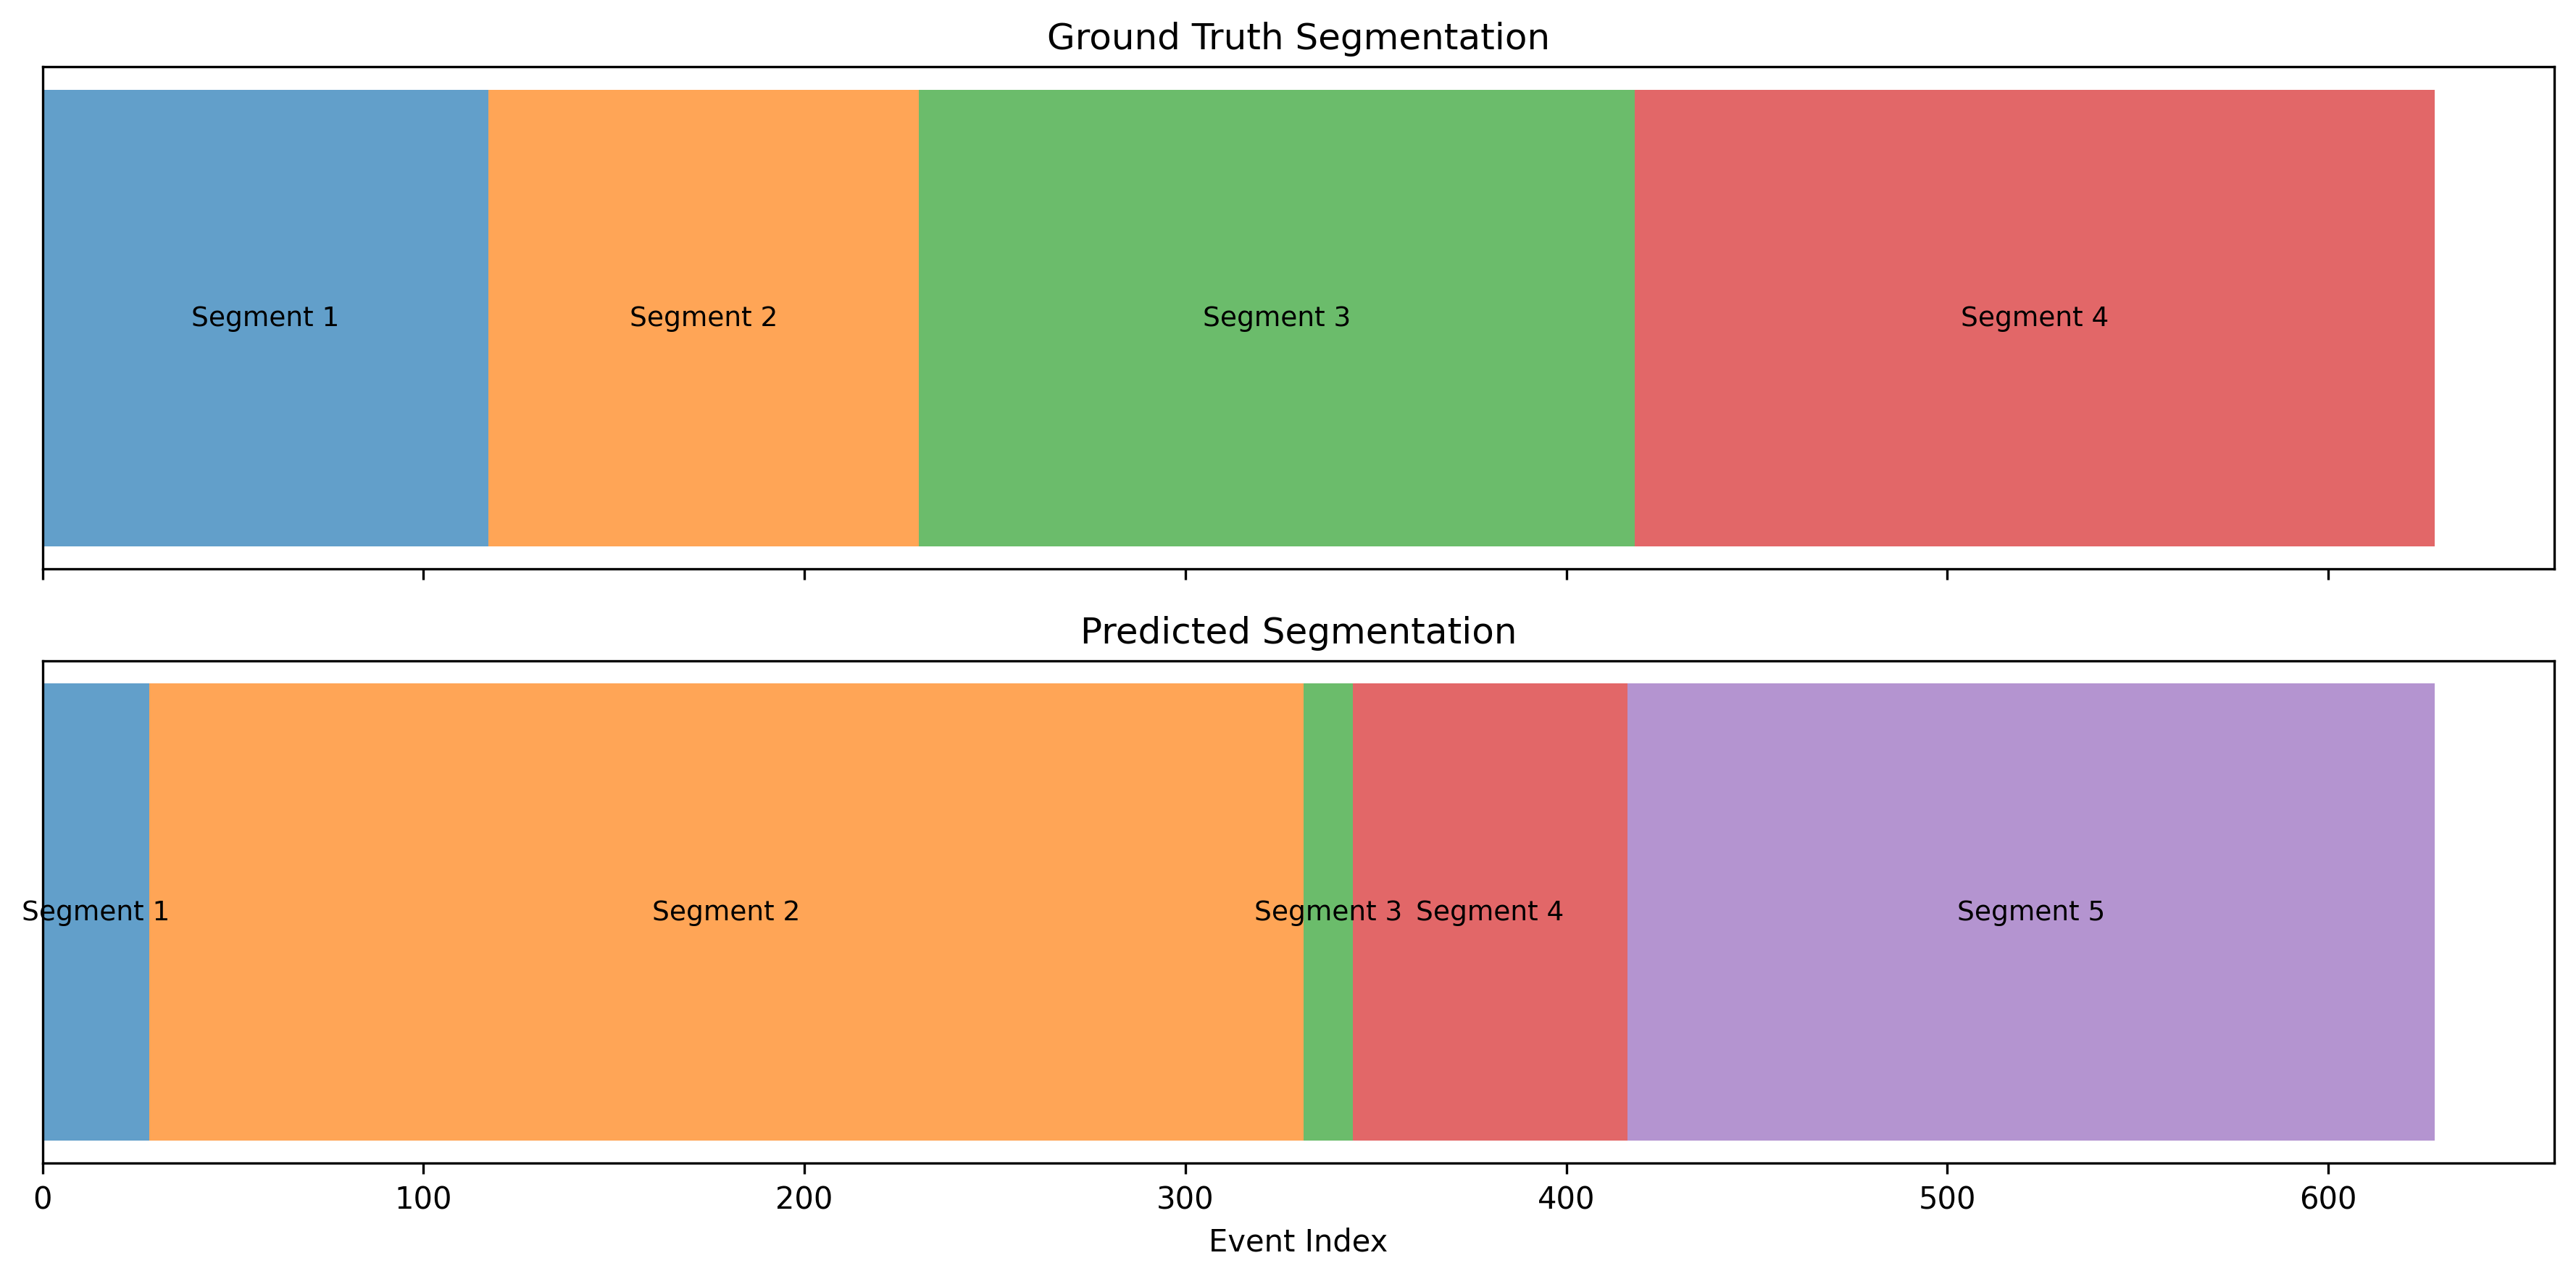 Ground Truth Segmentation
Segment 1
Segment 2
Segment 3
Segment 4
Predicted Segmentation
Segment 1
Segment 2
Segment 3
Segment 4
Segment 5
0 100 200 300 400 500 600
Event Index